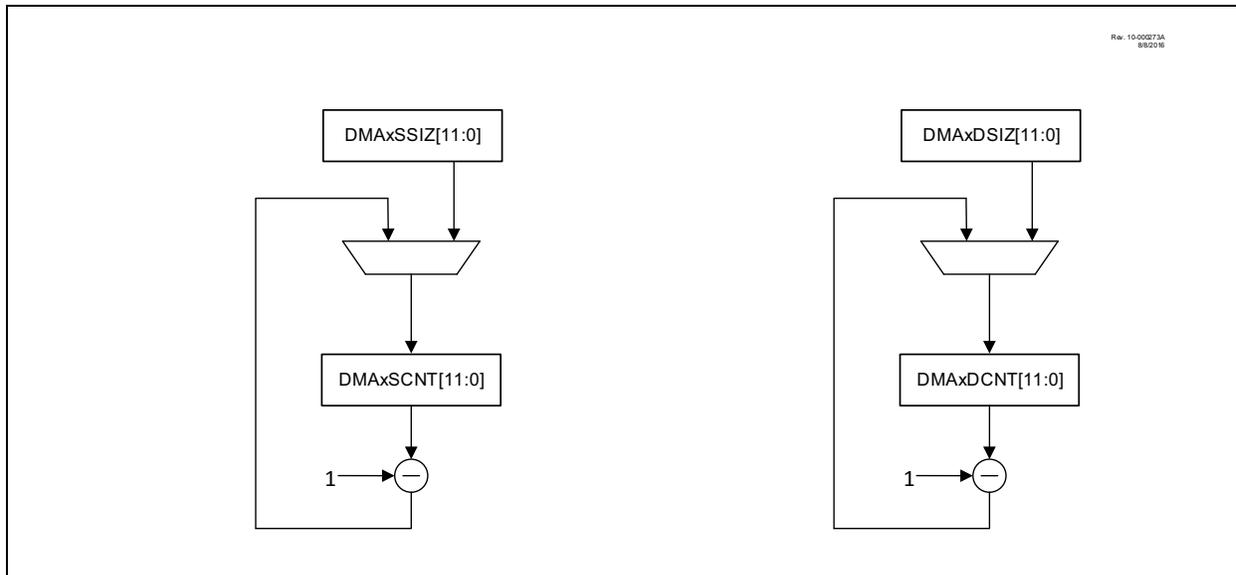 Rev. 10-000273A
8/8/2016
DMAxSSIZ[11:0]
DMAxDSIZ[11:0]
DMAxSCNT[11:0]
DMAxDCNT[11:0]
1
1